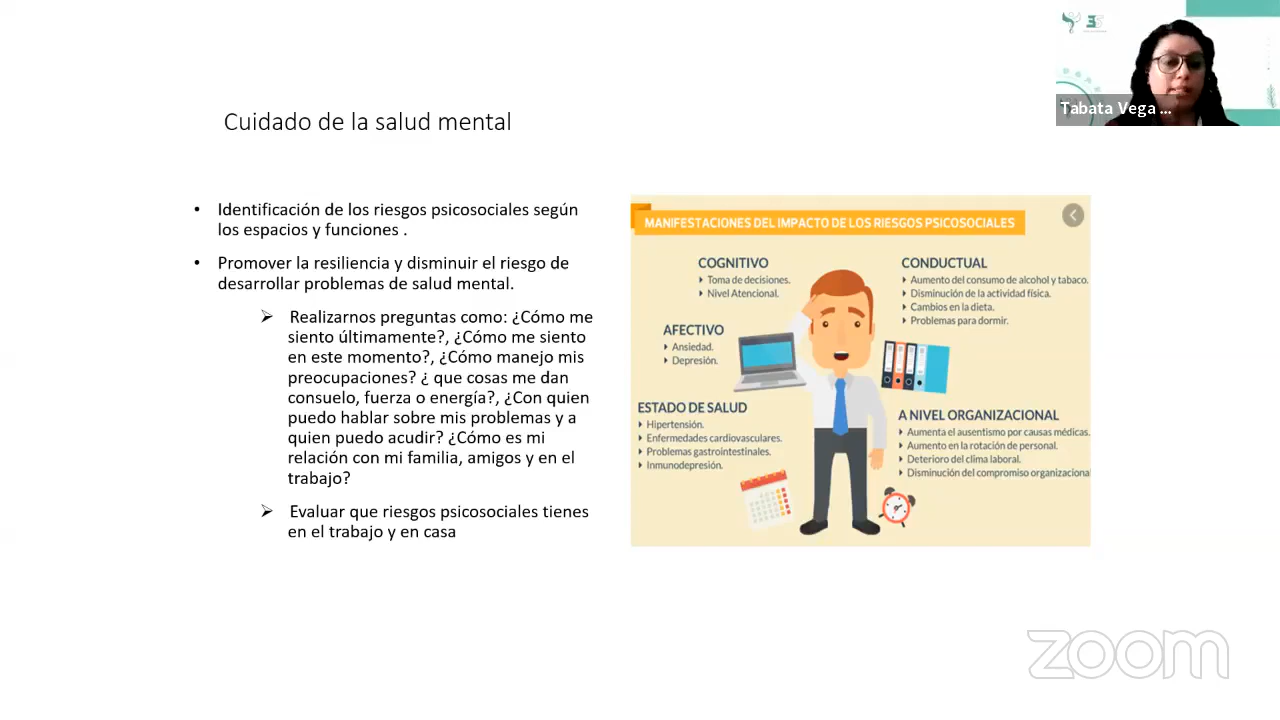 Tabata Vega ...
Cuidado de la salud mental
• Identificación de los riesgos psicosociales según
los espacios y funciones .
• Promover la resiliencia y disminuir el riesgo de
desarrollar problemas de salud mental.
➢ Realizarnos preguntas como: ¿Cómo me
siento últimamente?, ¿Cómo me siento
en este momento?, ¿Cómo manejo mis
preocupaciones? ¿ que cosas me dan
consuelo, fuerza o energía?, ¿Con quien
puedo hablar sobre mis problemas y a
quien puedo acudir? ¿Cómo es mi
relación con mi familia, amigos y en el
trabajo?
➢ Evaluar que riesgos psicosociales tienes
en el trabajo y en casa
MANIFESTACIONES DEL IMPACTO DE LOS RIESGOS PSICOSOCIALES
COGNITIVO
Toma de decisiones.
Nivel Atencional.
AFECTIVO
Ansiedad.
Depresión.
ESTADO DE SALUD
Hipertensión.
Enfermedades cardiovasculares.
Problemas gastrointestinales.
Inmunodepresión.
CONDUCTUAL
Aumento del consumo de alcohol y tabaco.
Disminución de la actividad física.
Cambios en la dieta.
Problemas para dormir.
A NIVEL ORGANIZACIONAL
Aumenta el ausentismo por causas médicas.
Aumento en la rotación de personal.
Deterioro del clima laboral.
Disminución del compromiso organizaciona
zoom